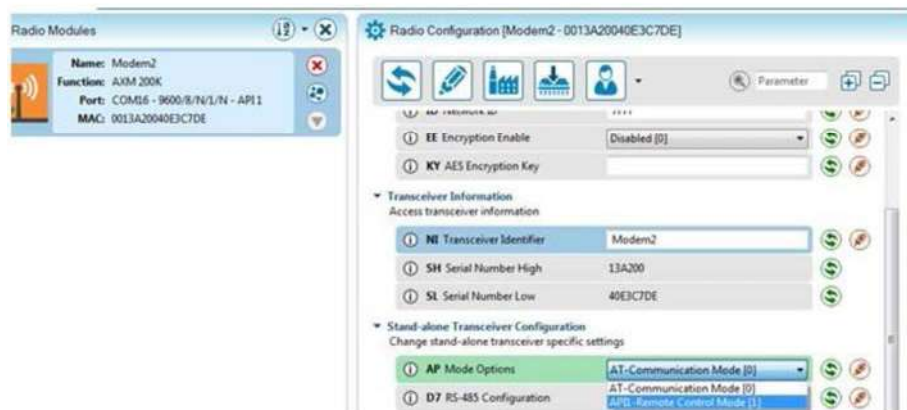 Radio Modules
Name: Modem2
Function: AXM 200K
Port: COM16 - 9600/8/N/1/N - API 1
MAC: 0013A20040E3C7DE
Radio Configuration [Modem2 - 0013A20040E3C7DE]
Parameter
EE Encryption Enable
Disabled [0]
KY AES Encryption Key
Transceiver Information
Access transceiver information
NI Transceiver Identifier
Modem2
SH Serial Number High
13A200
SL Serial Number Low
40E3C7DE
Stand-alone Transceiver Configuration
Change stand-alone transceiver specific settings
AP Mode Options
AT-Communication Mode [0]
AT-Communication Mode [0]
D7 RS-485 Configuration
API1-Remote Control Mode [1]